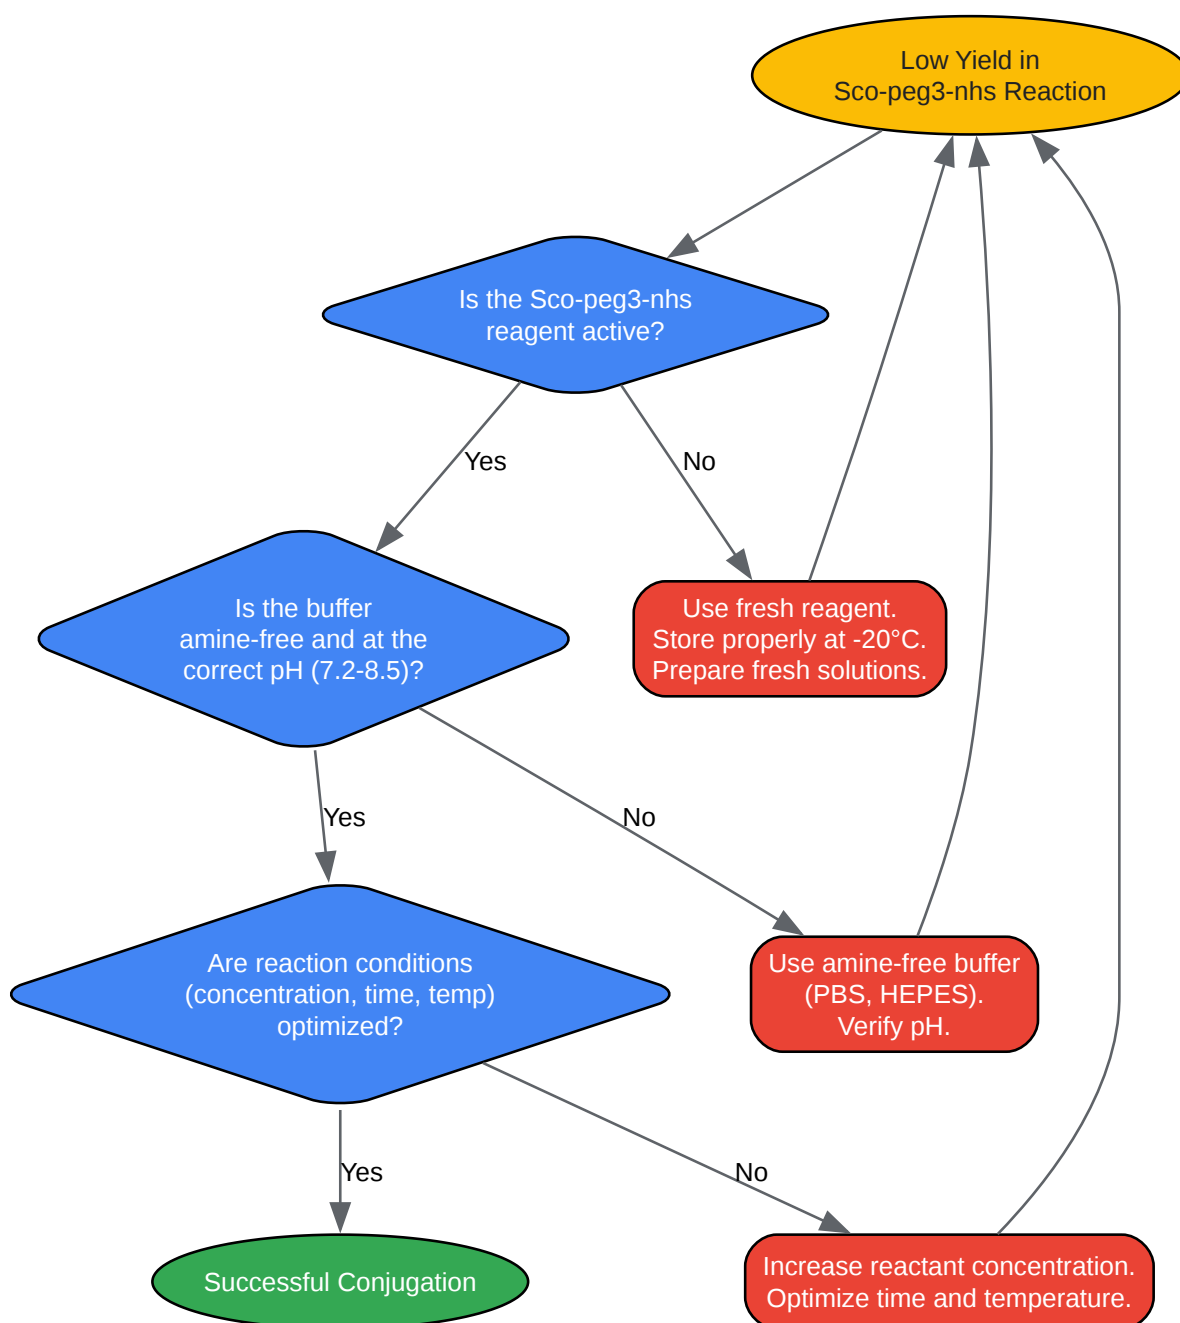 Low Yield in
Sco-peg3-nhs Reaction
Is the Sco-peg3-nhs
reagent active?
Yes
No
Is the buffer
amine-free and at the
correct pH (7.2-8.5)?
Use fresh reagent.
Store properly at -20°C.
Prepare fresh solutions.
Yes
No
Are reaction conditions
(concentration, time, temp)
optimized?
Use amine-free buffer
(PBS, HEPES).
Verify pH.
Yes
No
Successful Conjugation
Increase reactant concentration.
Optimize time and temperature.